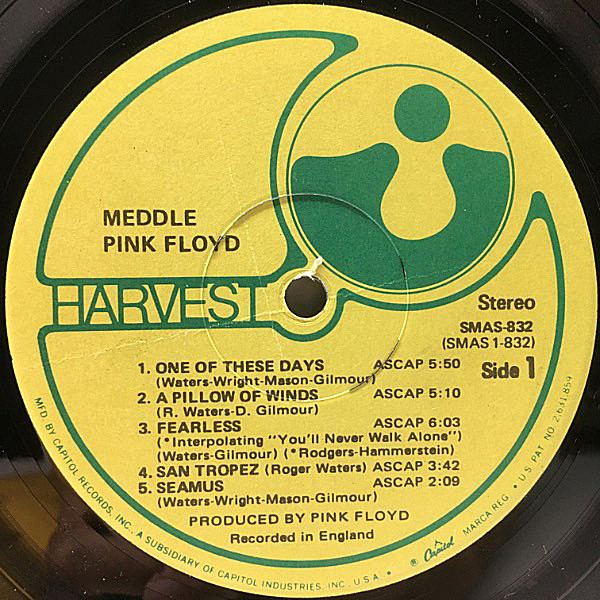 MEDDLE
PINK FLOYD
HARVEST
Stereo
SMAS-832
(SMAS 1-832)
Side 1
1. ONE OF THESE DAYS ASCAP 5:50
(Waters-Wright-Mason-Gilmour)
2. A PILLOW OF WINDS ASCAP 5:10
(R. Waters-D. Gilmour)
3. FEARLESS ASCAP 6:03
(*Interpolating "You'll Never Walk Alone")
(Waters-Gilmour) (*Rodgers-Hammerstein)
4. SAN TROPEZ (Roger Waters) ASCAP 3:42
5. SEAMUS ASCAP 2:09
(Waters-Wright-Mason-Gilmour)
PRODUCED BY PINK FLOYD
Recorded in England
MFD. BY CAPITOL RECORDS, INC., A SUBSIDIARY OF CAPITOL INDUSTRIES, INC., U.S.A. • ® Capitol MARCA REG. • U.S. PAT. NO. 2,631,859